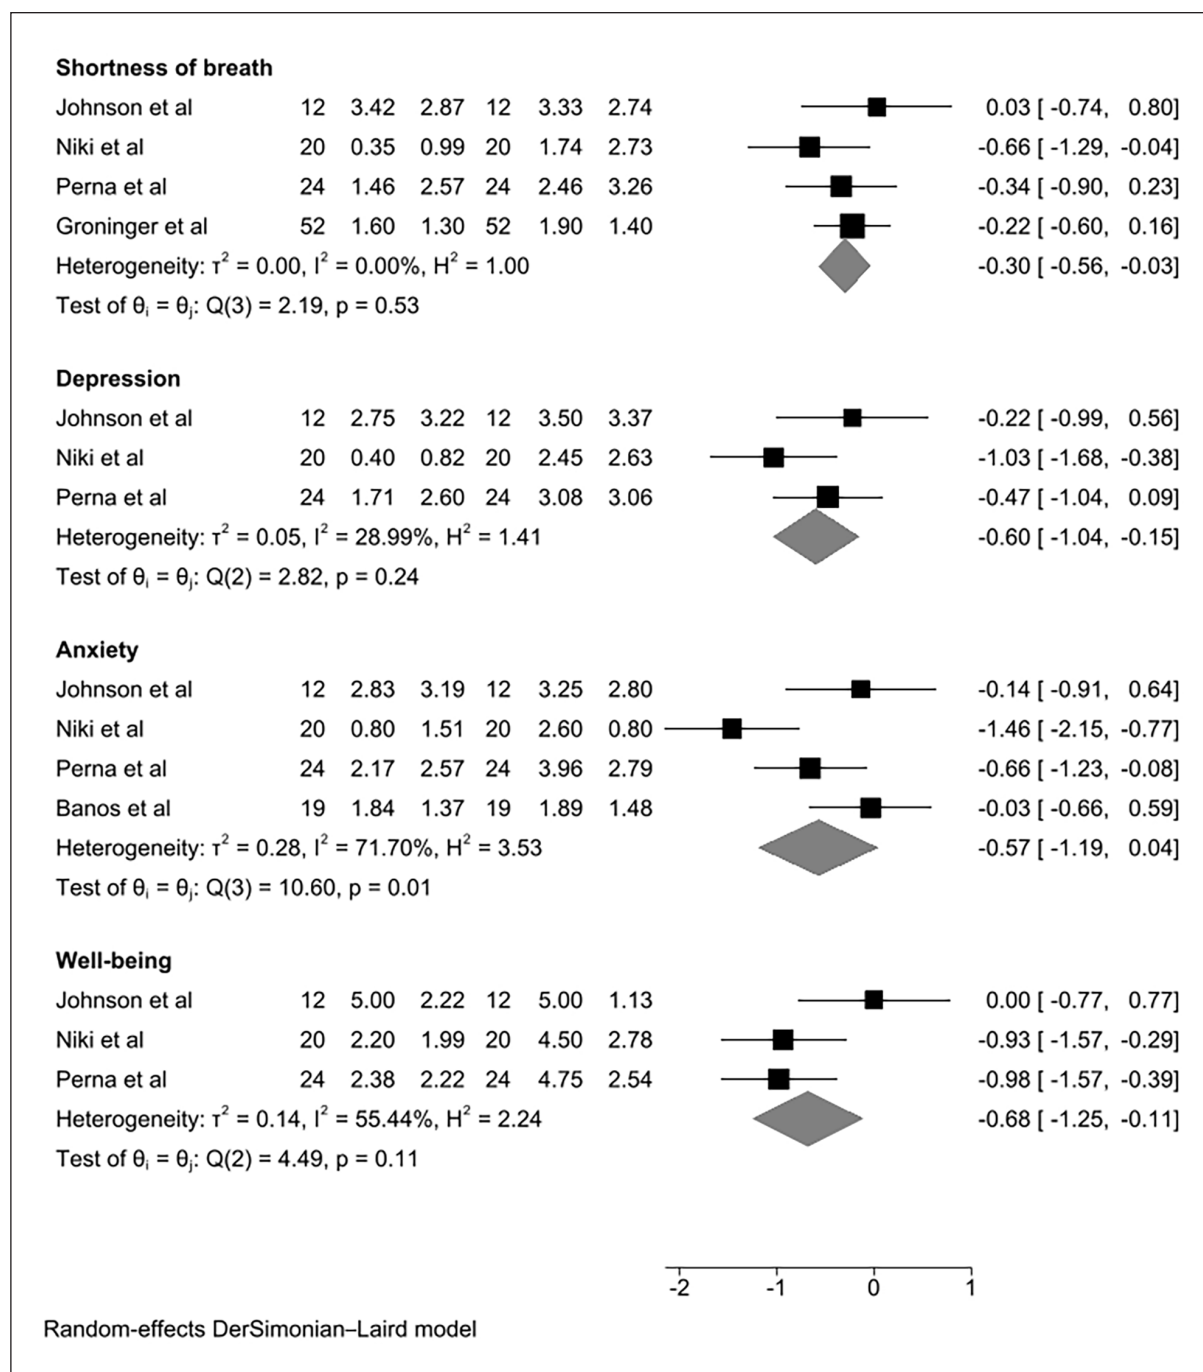 Shortness of breath
Johnson et al 12 3.42 2.87 12 3.33 2.74 0.03 [ -0.74, 0.80]
Niki et al 20 0.35 0.99 20 1.74 2.73 -0.66 [ -1.29, -0.04]
Perna et al 24 1.46 2.57 24 2.46 3.26 -0.34 [ -0.90, 0.23]
Groninger et al 52 1.60 1.30 52 1.90 1.40 -0.22 [ -0.60, 0.16]
Heterogeneity: τ² = 0.00, I² = 0.00%, H² = 1.00 -0.30 [ -0.56, -0.03]
Test of θᵢ = θⱼ: Q(3) = 2.19, p = 0.53
Depression
Johnson et al 12 2.75 3.22 12 3.50 3.37 -0.22 [ -0.99, 0.56]
Niki et al 20 0.40 0.82 20 2.45 2.63 -1.03 [ -1.68, -0.38]
Perna et al 24 1.71 2.60 24 3.08 3.06 -0.47 [ -1.04, 0.09]
Heterogeneity: τ² = 0.05, I² = 28.99%, H² = 1.41 -0.60 [ -1.04, -0.15]
Test of θᵢ = θⱼ: Q(2) = 2.82, p = 0.24
Anxiety
Johnson et al 12 2.83 3.19 12 3.25 2.80 -0.14 [ -0.91, 0.64]
Niki et al 20 0.80 1.51 20 2.60 0.80 -1.46 [ -2.15, -0.77]
Perna et al 24 2.17 2.57 24 3.96 2.79 -0.66 [ -1.23, -0.08]
Banos et al 19 1.84 1.37 19 1.89 1.48 -0.03 [ -0.66, 0.59]
Heterogeneity: τ² = 0.28, I² = 71.70%, H² = 3.53 -0.57 [ -1.19, 0.04]
Test of θᵢ = θⱼ: Q(3) = 10.60, p = 0.01
Well-being
Johnson et al 12 5.00 2.22 12 5.00 1.13 0.00 [ -0.77, 0.77]
Niki et al 20 2.20 1.99 20 4.50 2.78 -0.93 [ -1.57, -0.29]
Perna et al 24 2.38 2.22 24 4.75 2.54 -0.98 [ -1.57, -0.39]
Heterogeneity: τ² = 0.14, I² = 55.44%, H² = 2.24 -0.68 [ -1.25, -0.11]
Test of θᵢ = θⱼ: Q(2) = 4.49, p = 0.11
-2 -1 0 1
Random-effects DerSimonian–Laird model